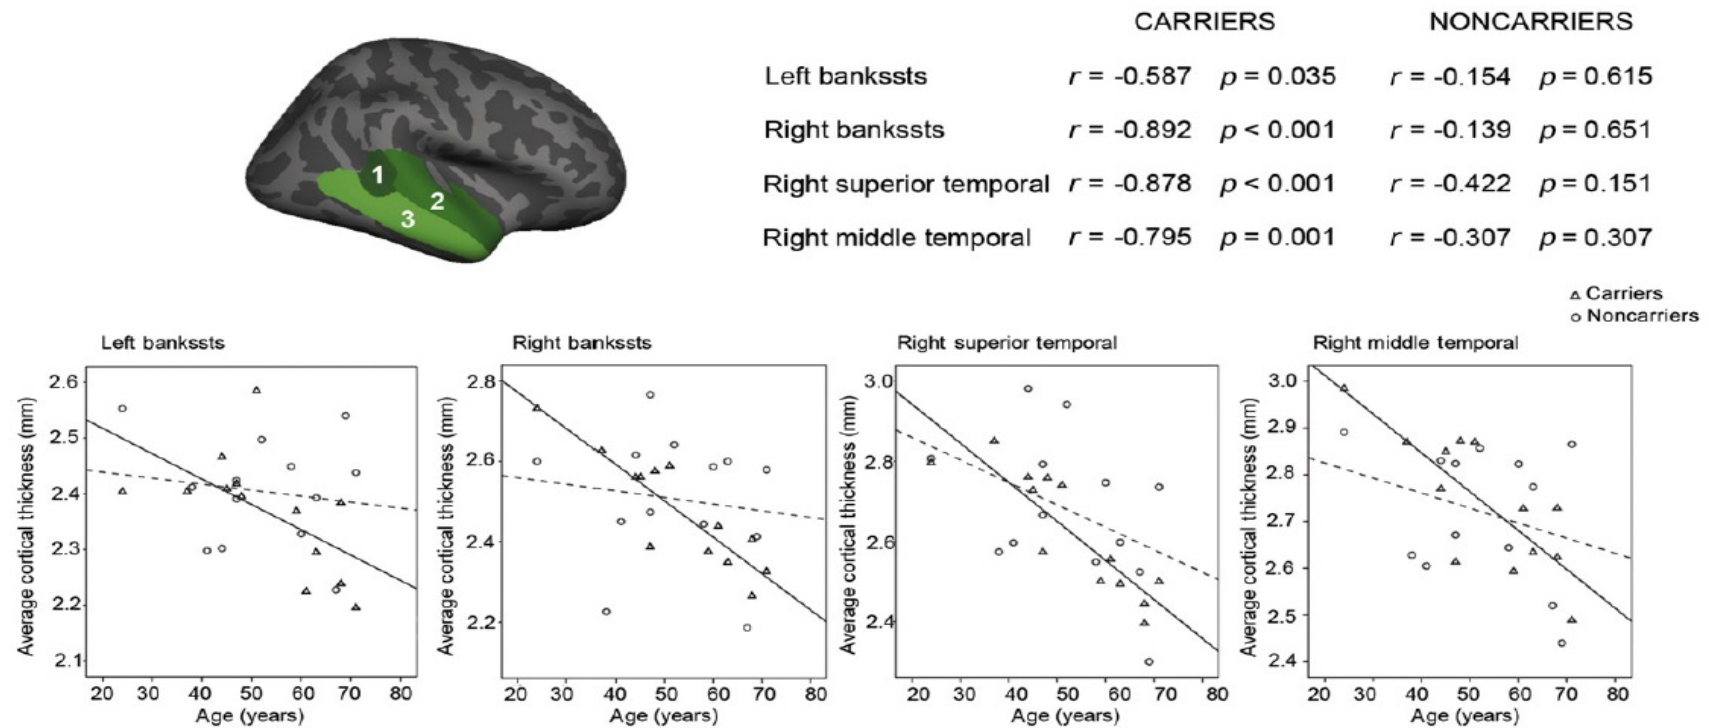 CARRIERS NONCARRIERS
Left bankssts r = -0.587 p = 0.035 r = -0.154 p = 0.615
Right bankssts r = -0.892 p < 0.001 r = -0.139 p = 0.651
Right superior temporal r = -0.878 p < 0.001 r = -0.422 p = 0.151
Right middle temporal r = -0.795 p = 0.001 r = -0.307 p = 0.307
1
2
3
Carriers
Noncarriers
Left bankssts
Average cortical thickness (mm)
2.6
2.5
2.4
2.3
2.2
2.1
20 30 40 50 60 70 80
Age (years)
Right bankssts
Average cortical thickness (mm)
2.8
2.6
2.4
2.2
20 30 40 50 60 70 80
Age (years)
Right superior temporal
Average cortical thickness (mm)
3.0
2.8
2.6
2.4
20 30 40 50 60 70 80
Age (years)
Right middle temporal
Average cortical thickness (mm)
3.0
2.9
2.8
2.7
2.6
2.5
2.4
20 30 40 50 60 70 80
Age (years)